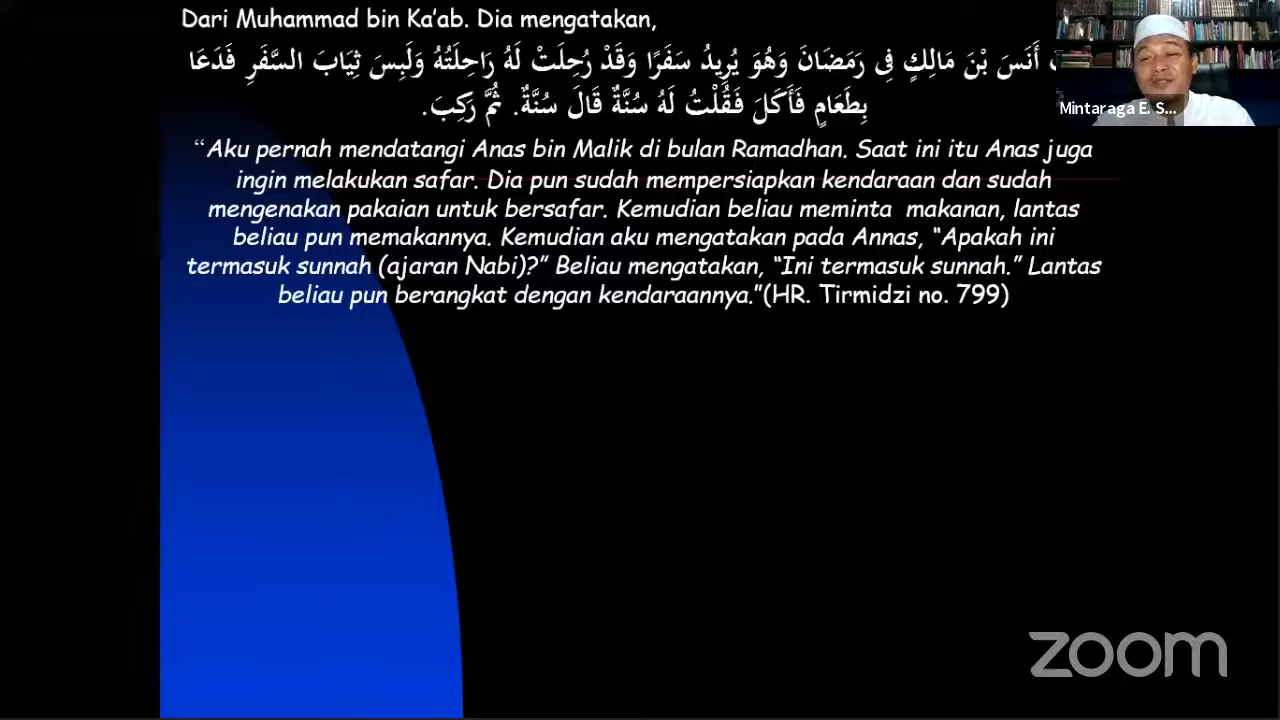 Dari Muhammad bin Ka’ab. Dia mengatakan,
أَنَسَ بْنَ مَالِكٍ فِى رَمَضَانَ وَهُوَ يُرِيدُ سَفَرًا وَقَدْ رُحِلَتْ لَهُ رَاحِلَتُهُ وَلَبِسَ ثِيَابَ السَّفَرِ فَدَعَا
بِطَعَامٍ فَأَكَلَ فَقُلْتُ لَهُ سُنَّةٌ قَالَ سُنَّةٌ. ثُمَّ رَكِبَ.
“Aku pernah mendatangi Anas bin Malik di bulan Ramadhan. Saat ini itu Anas juga
ingin melakukan safar. Dia pun sudah mempersiapkan kendaraan dan sudah
mengenakan pakaian untuk bersafar. Kemudian beliau meminta makanan, lantas
beliau pun memakannya. Kemudian aku mengatakan pada Annas, “Apakah ini
termasuk sunnah (ajaran Nabi)?” Beliau mengatakan, “Ini termasuk sunnah.” Lantas
beliau pun berangkat dengan kendaraannya.”(HR. Tirmidzi no. 799)
Mintaraga E. S...
zoom